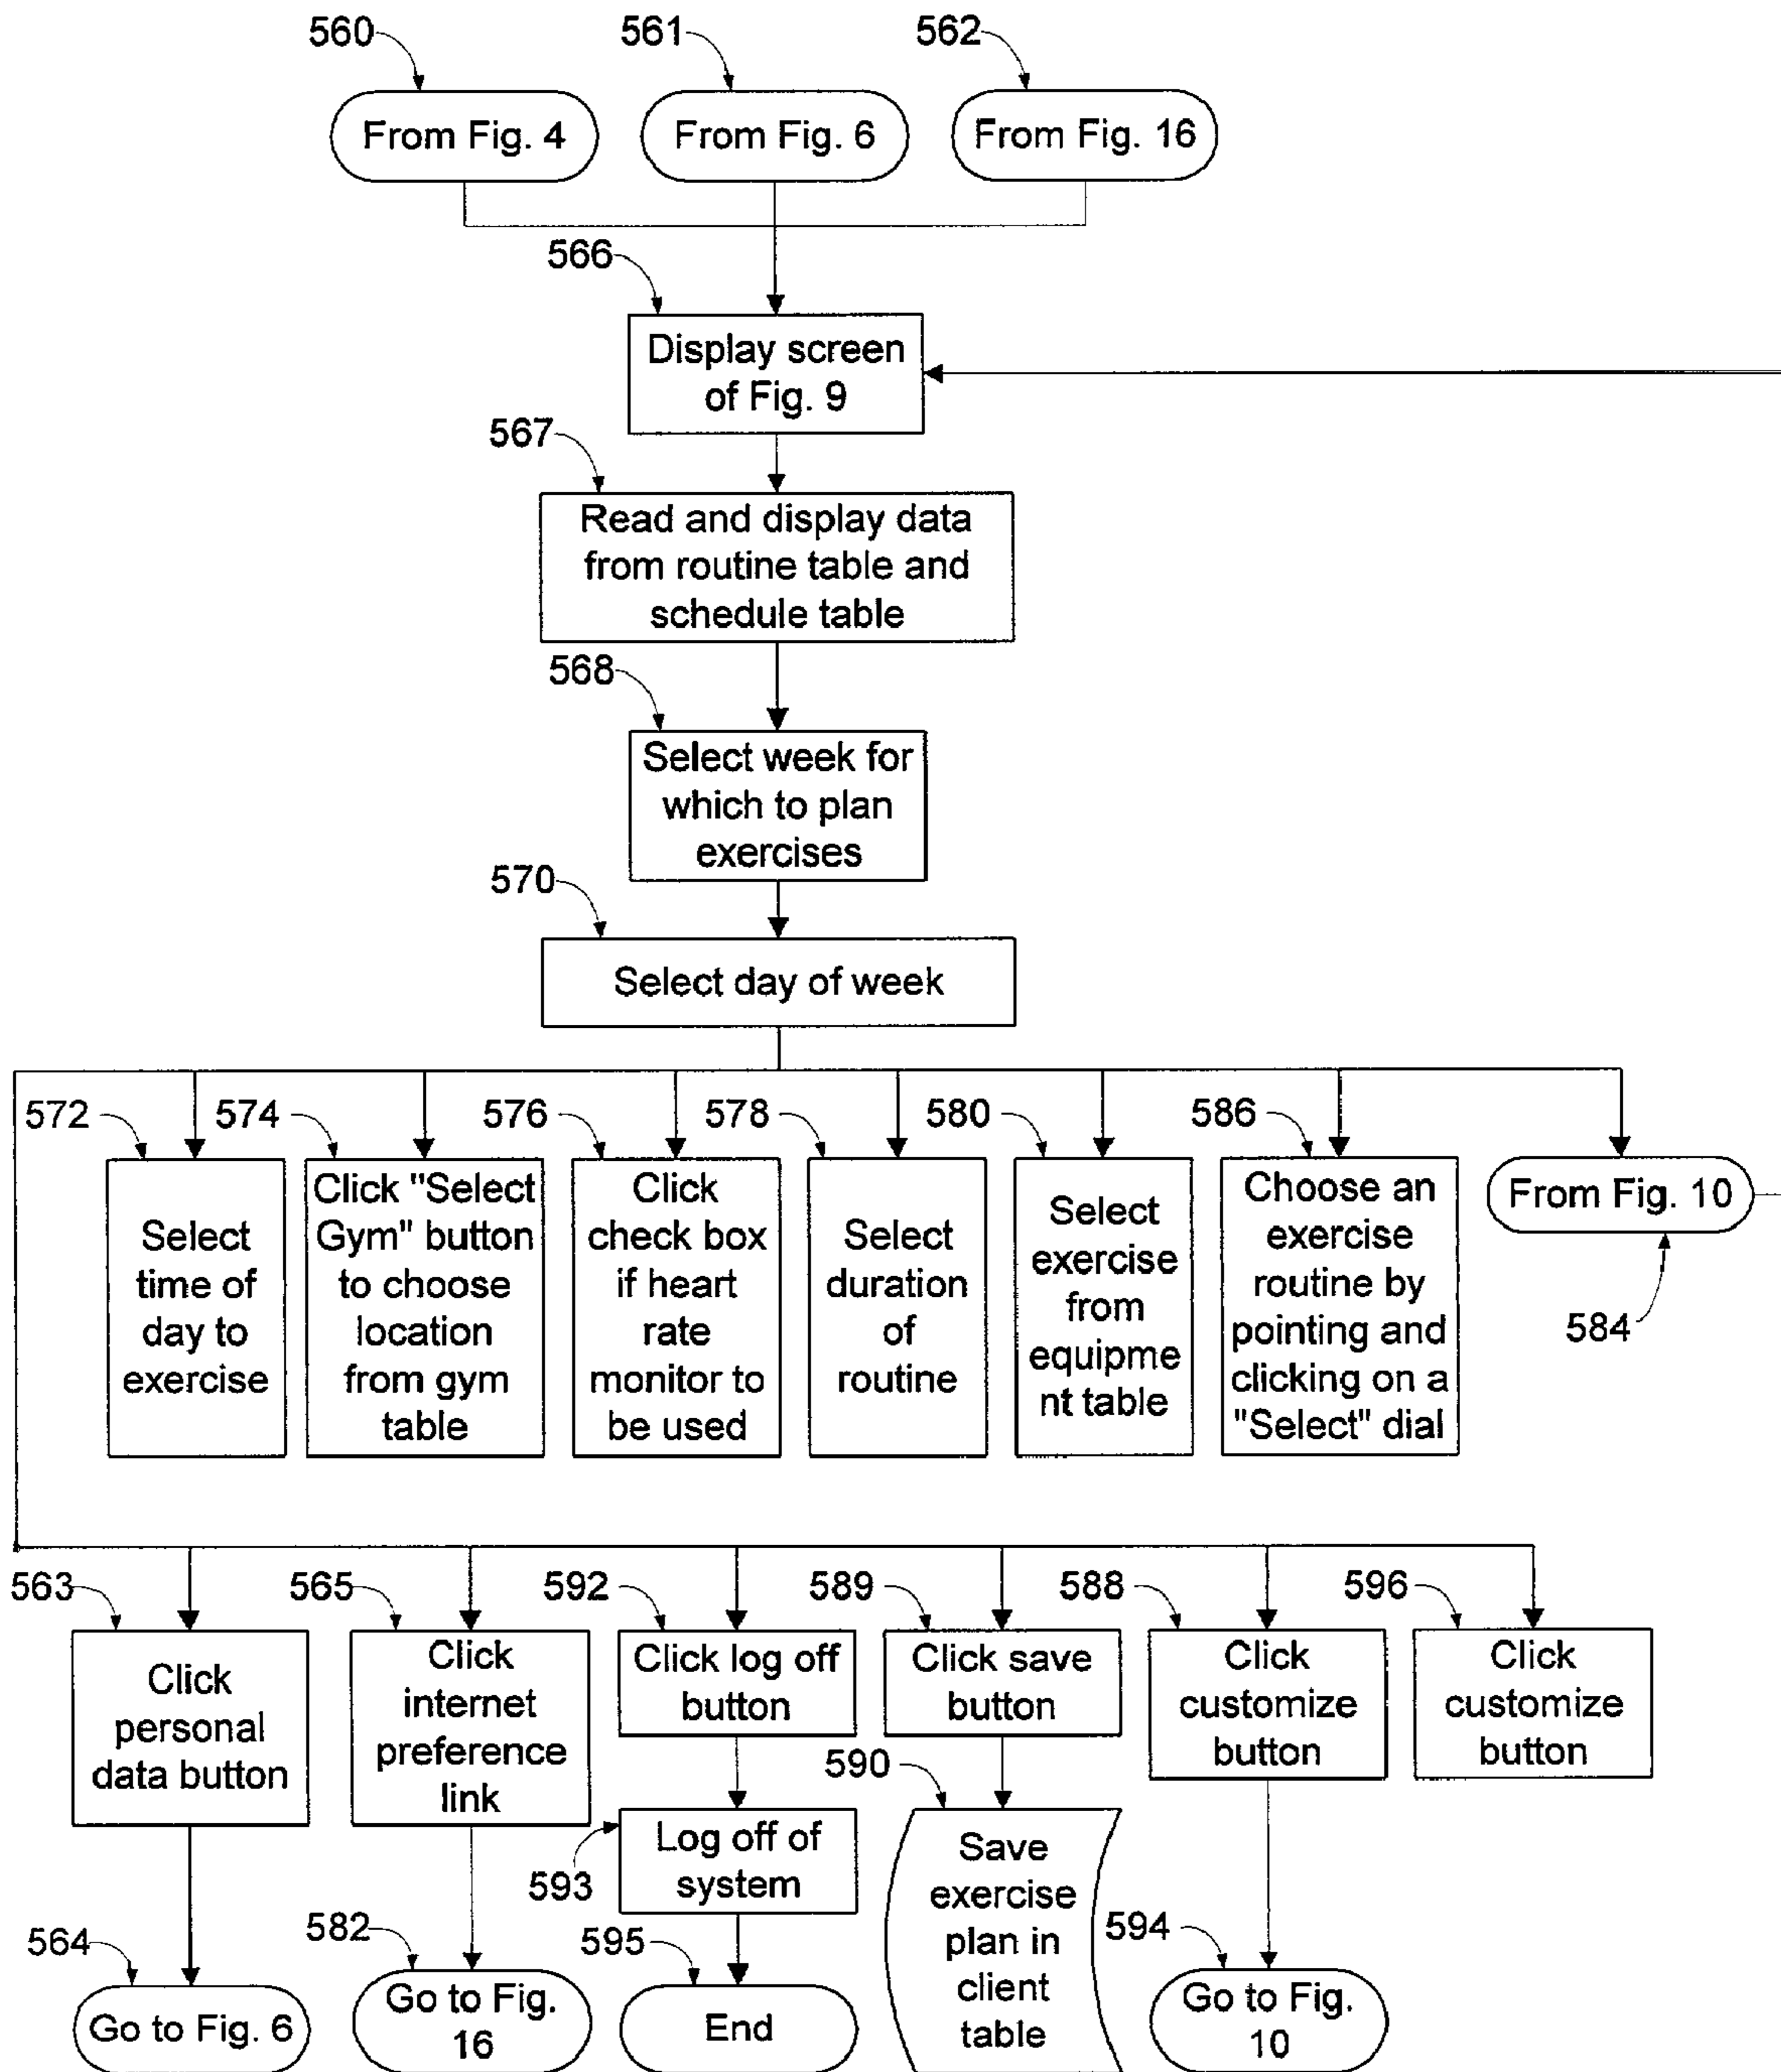 560
561
562
From Fig. 4
From Fig. 6
From Fig. 16
566
Display screen
of Fig. 9
567
Read and display data
from routine table and
schedule table
568
Select week for
which to plan
exercises
570
Select day of week
572
574
576
578
580
586
Select
time of
day to
exercise
Click "Select
Gym" button
to choose
location
from gym
table
Click
check box
if heart
rate
monitor to
be used
Select
duration
of
routine
Select
exercise
from
equipme
nt table
Choose an
exercise
routine by
pointing and
clicking on a
"Select" dial
From Fig. 10
584
563
565
592
589
588
596
Click
personal
data button
Click
internet
preference
link
Click log off
button
Click save
button
Click
customize
button
Click
customize
button
590
Log off of
system
593
Save
exercise
plan in
client
table
564
582
595
594
Go to Fig. 6
Go to Fig.
16
End
Go to Fig.
10